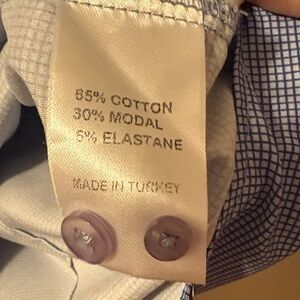 65% COTTON
30% MODAL
5% ELASTANE
MADE IN TURKEY